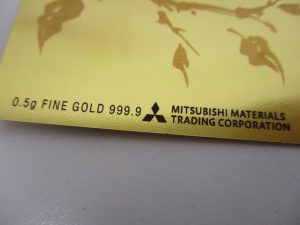 0.5g FINE GOLD 999.9
MITSUBISHI MATERIALS
TRADING CORPORATION